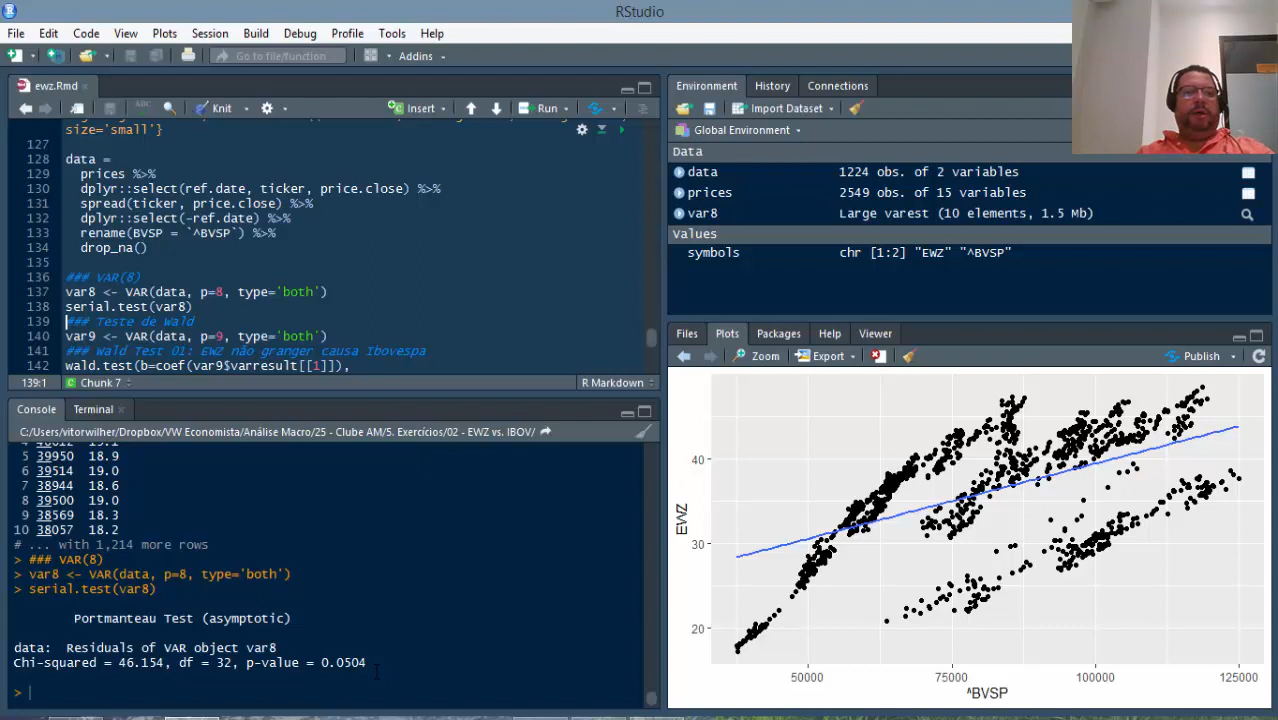 RStudio
File Edit Code View Plots Session Build Debug Profile Tools Help
Go to file/function Addins
ewz.Rmd
ABC Knit Insert Run
size='small'}
127
128 data =
129 prices %>%
130 dplyr::select(ref.date, ticker, price.close) %>%
131 spread(ticker, price.close) %>%
132 dplyr::select(-ref.date) %>%
133 rename(BVSP = `^BVSP`) %>%
134 drop_na()
135
136 ### VAR(8)
137 var8 <- VAR(data, p=8, type='both')
138 serial.test(var8)
139 ### Teste de Wald
140 var9 <- VAR(data, p=9, type='both')
141 ### Wald Test 01: EWZ não granger causa Ibovespa
142 wald.test(b=coef(var9$varresult[[1]]),
139:1 Chunk 7 R Markdown
Console Terminal
C:/Users/vitorwilher/Dropbox/VW Economista/Análise Macro/25 - Clube AM/5. Exercícios/02 - EWZ vs. IBOV/
4 40612 19.1
5 39950 18.9
6 39514 19.0
7 38944 18.6
8 39500 19.0
9 38569 18.3
10 38057 18.2
# ... with 1,214 more rows
> ### VAR(8)
> var8 <- VAR(data, p=8, type='both')
> serial.test(var8)
Portmanteau Test (asymptotic)
data: Residuals of VAR object var8
Chi-squared = 46.154, df = 32, p-value = 0.0504
>
Environment History Connections
Import Dataset
Global Environment
Data
data 1224 obs. of 2 variables
prices 2549 obs. of 15 variables
var8 Large varest (10 elements, 1.5 Mb)
Values
symbols chr [1:2] "EWZ" "^BVSP"
Files Plots Packages Help Viewer
Zoom Export Publish
EWZ
40
30
20
50000 75000 100000 125000
^BVSP